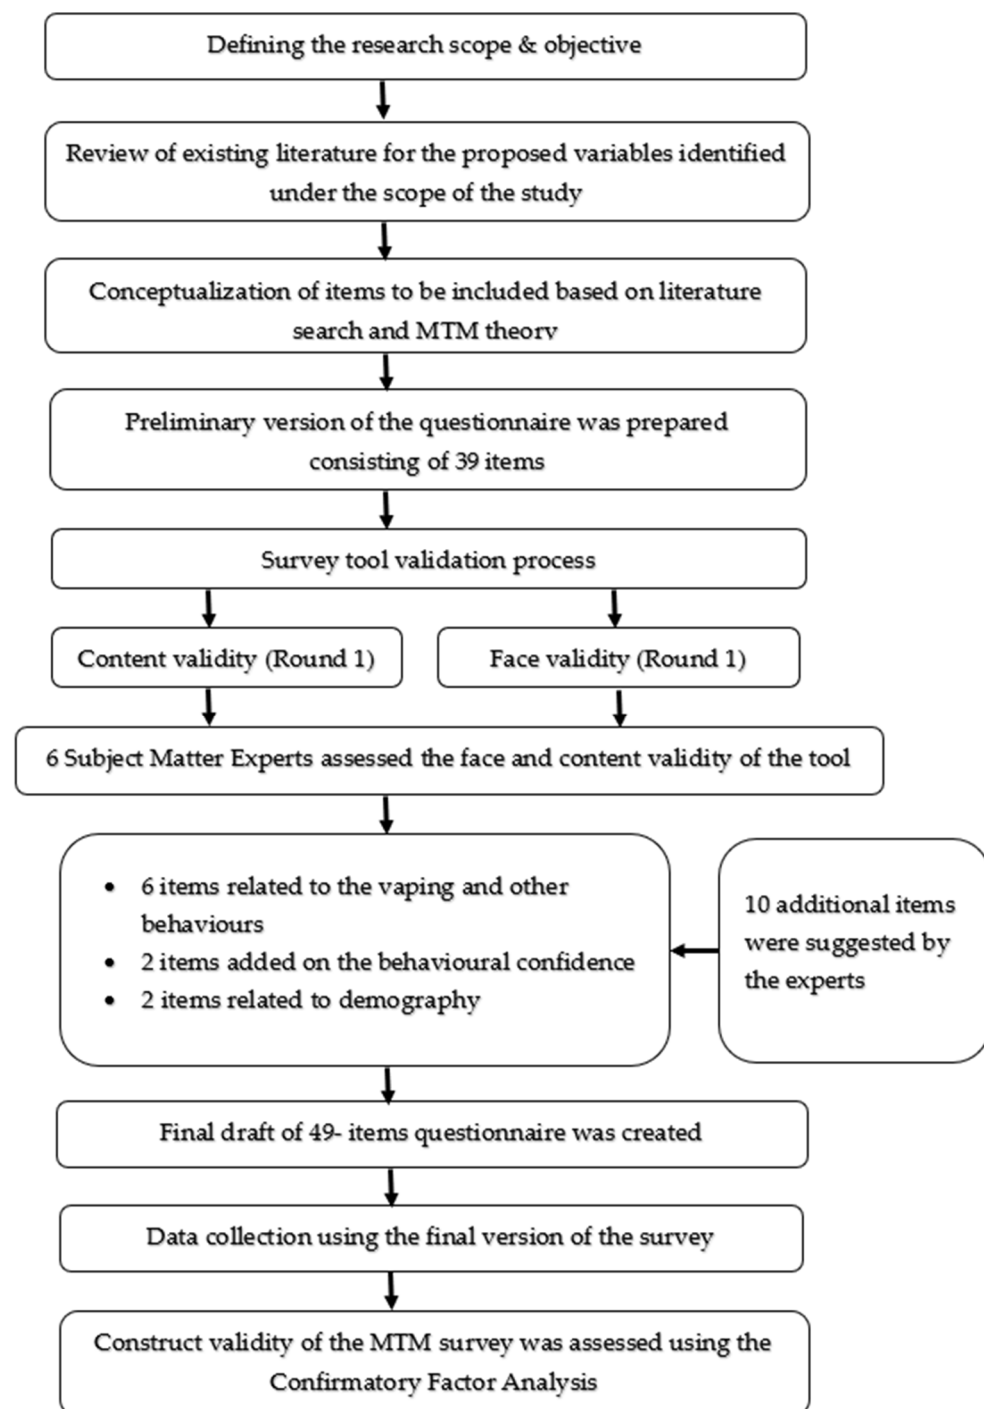 Defining the research scope & objective
Review of existing literature for the proposed variables identified
under the scope of the study
Conceptualization of items to be included based on literature
search and MTM theory
Preliminary version of the questionnaire was prepared
consisting of 39 items
Survey tool validation process
Content validity (Round 1)
Face validity (Round 1)
6 Subject Matter Experts assessed the face and content validity of the tool
• 6 items related to the vaping and other
behaviours
• 2 items added on the behavioural confidence
• 2 items related to demography
10 additional items
were suggested by
the experts
Final draft of 49- items questionnaire was created
Data collection using the final version of the survey
Construct validity of the MTM survey was assessed using the
Confirmatory Factor Analysis